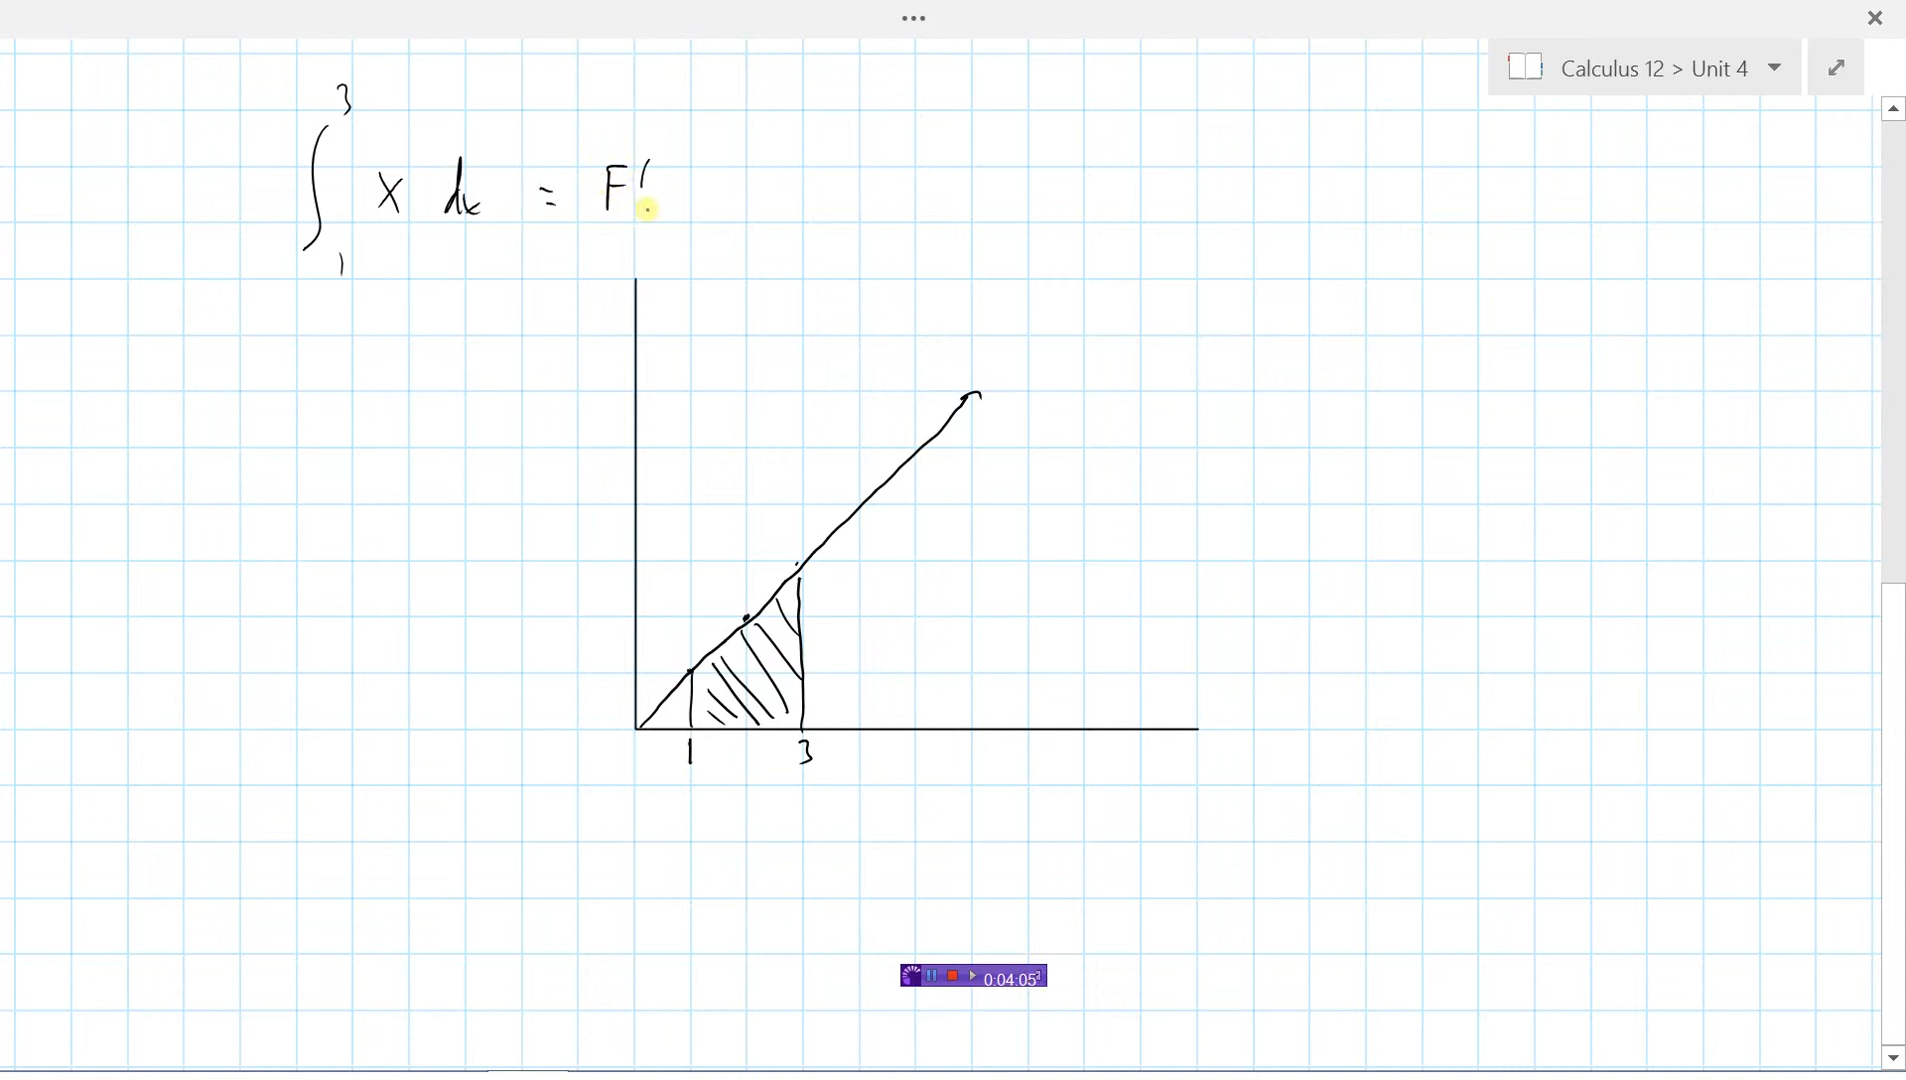 ...
Calculus 12 > Unit 4
3
∫ x dx = F(
1
1 3
0:04:05